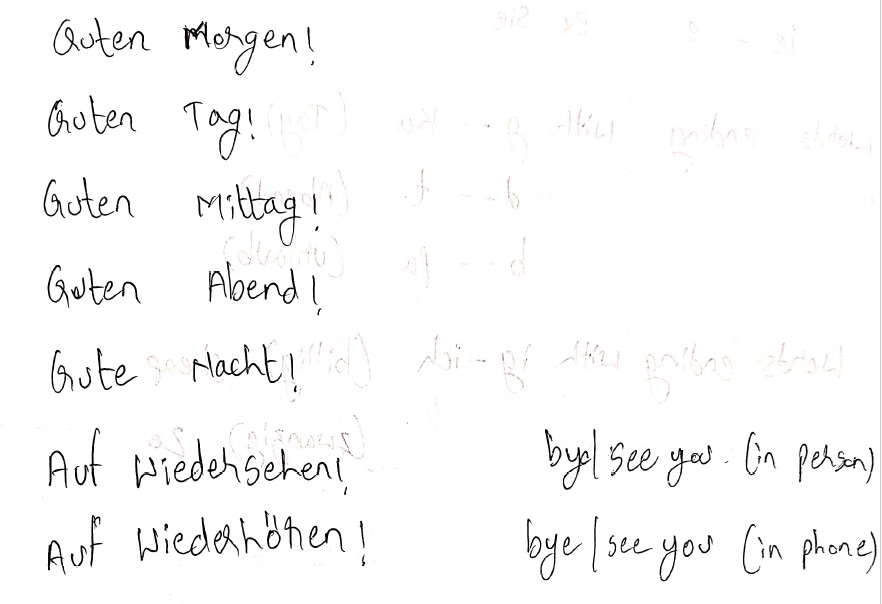 Guten Morgen!
Guten Tag!
Guten Mittag!
Guten Abend!
Gute Nacht!
Auf Wiedersehen!
bye/see you. (in person)
Auf Wiederhören!
bye/see you (in phone)